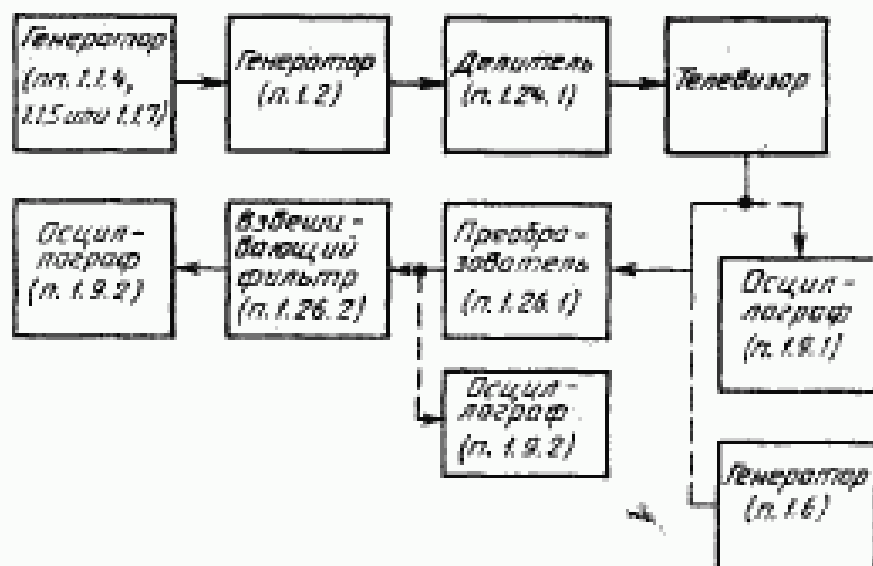 Генератор
(пп. 1.1.4,
1.1.5 или 1.1.7)
Генератор
(п. 1.2)
Делитель
(п. 1.24.1)
Телевизор
Осцил-
лограф
(п. 1.9.2)
Взвеши-
вающий
фильтр
(п. 1.26.2)
Преобра-
зователь
(п. 1.26.1)
Осцил-
лограф
(п. 1.9.1)
Осцил-
лограф
(п. 1.9.2)
Генератор
(п. 1.6)